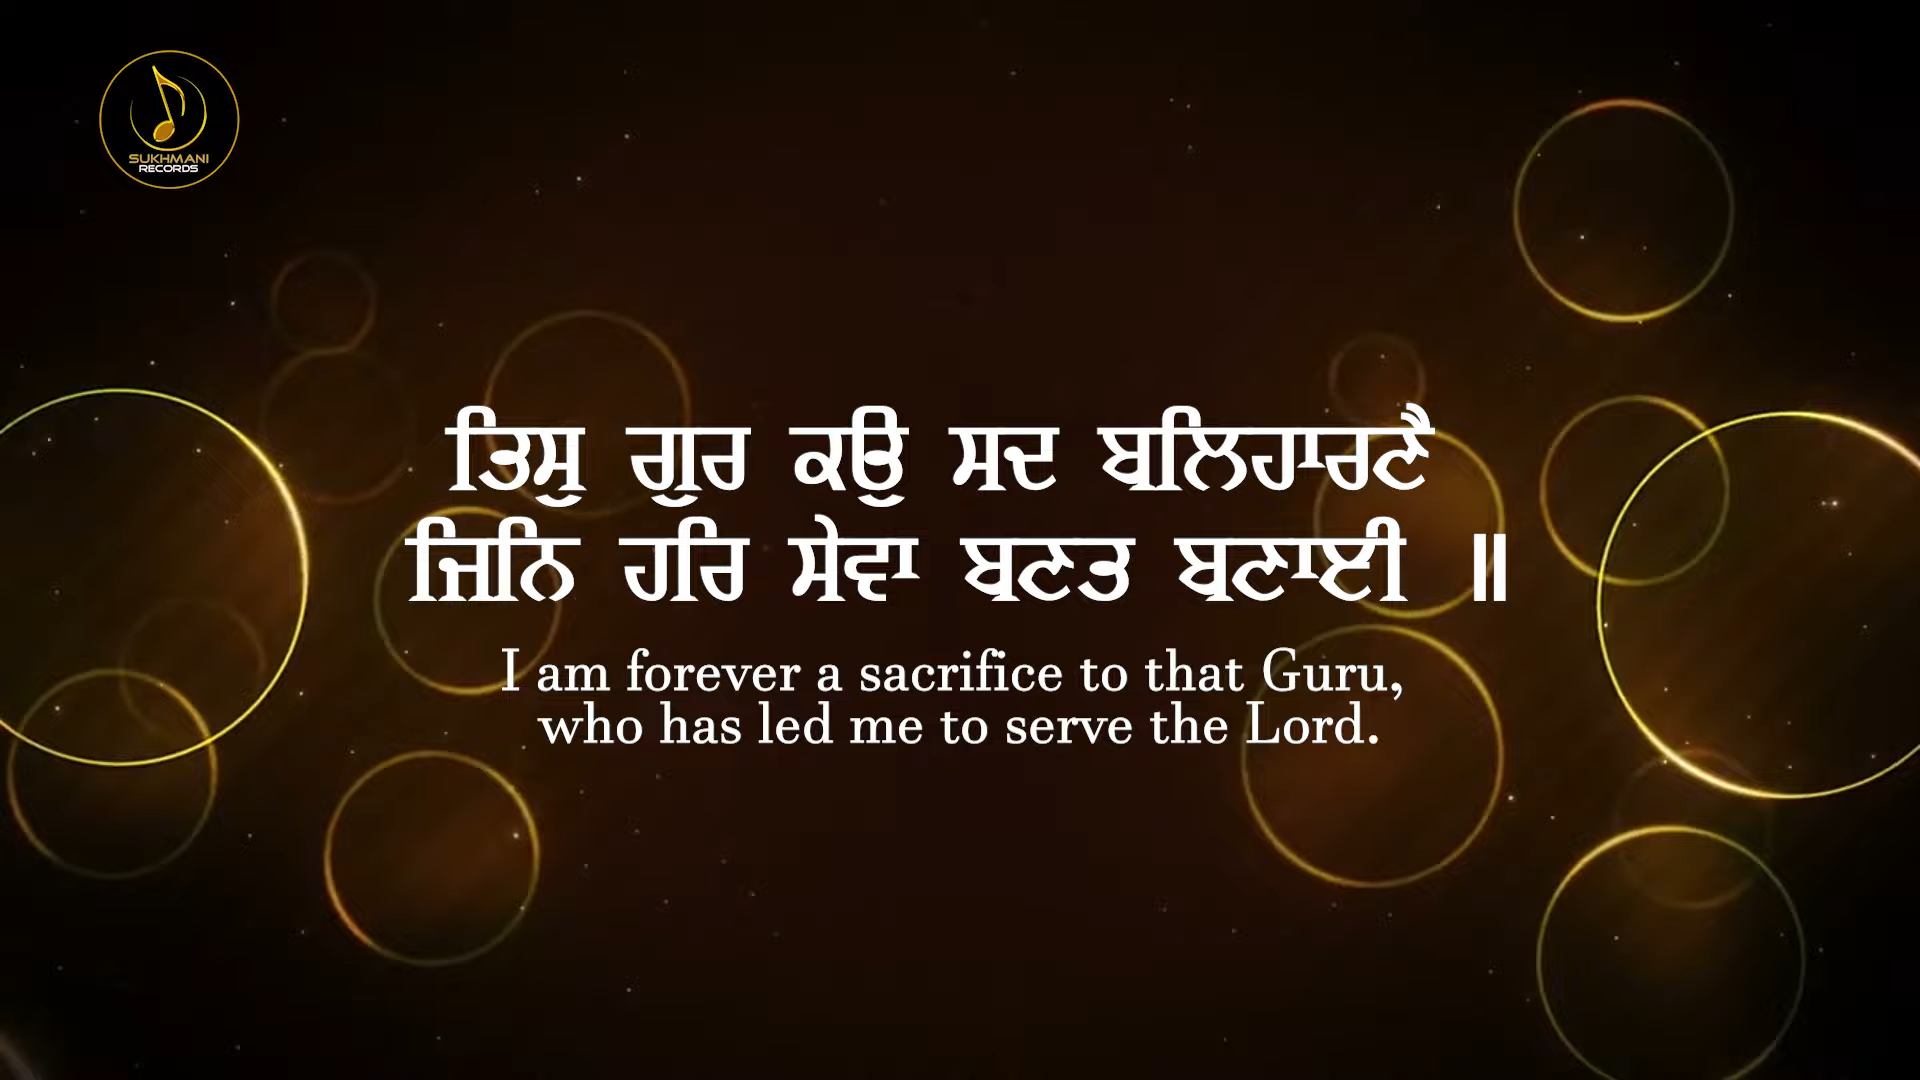 SUKHMANI
RECORDS
ਤਿਸੁ ਗੁਰ ਕਉ ਸਦ ਬਲਿਹਾਰਣੈ
ਜਿਨਿ ਹਰਿ ਸੇਵਾ ਬਣਤ ਬਣਾਈ ॥
I am forever a sacrifice to that Guru,
who has led me to serve the Lord.